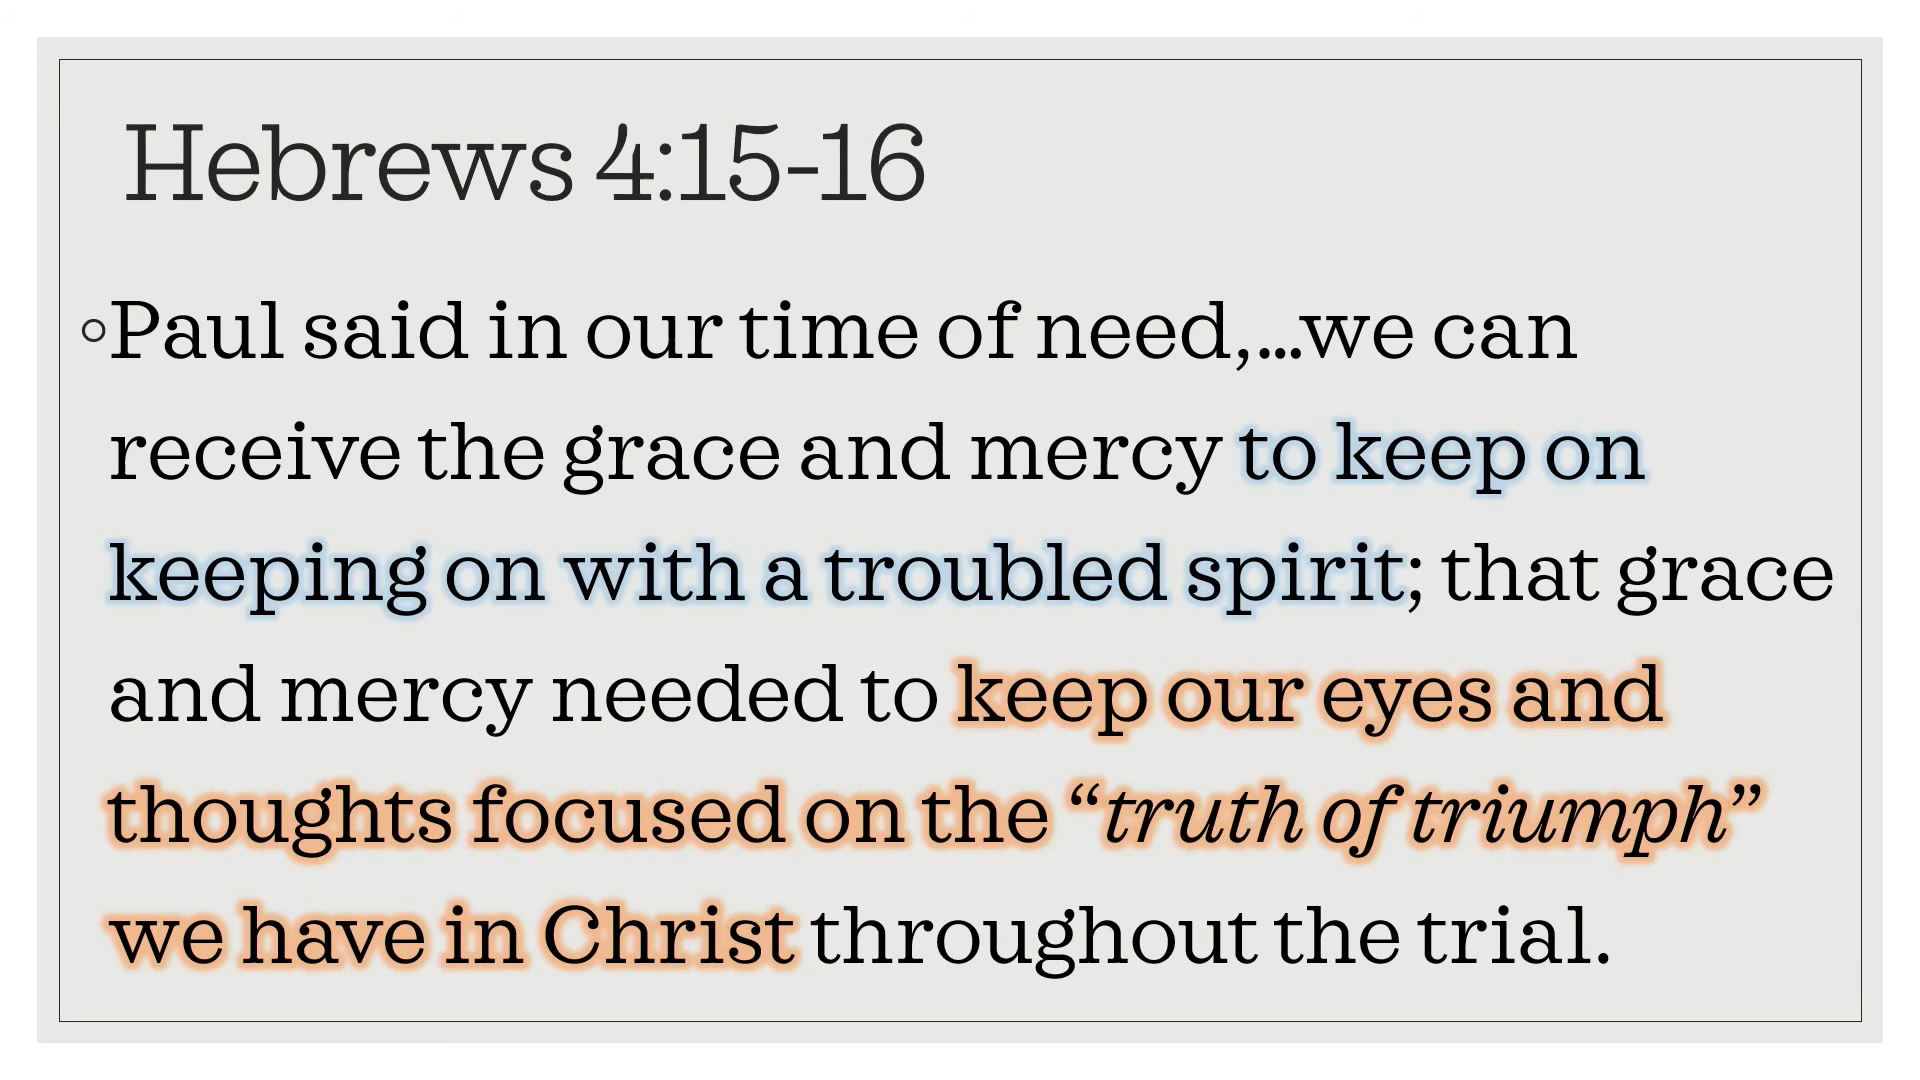 Hebrews 4:15-16
◦Paul said in our time of need,…we can
receive the grace and mercy to keep on
keeping on with a troubled spirit; that grace
and mercy needed to keep our eyes and
thoughts focused on the “truth of triumph”
we have in Christ throughout the trial.